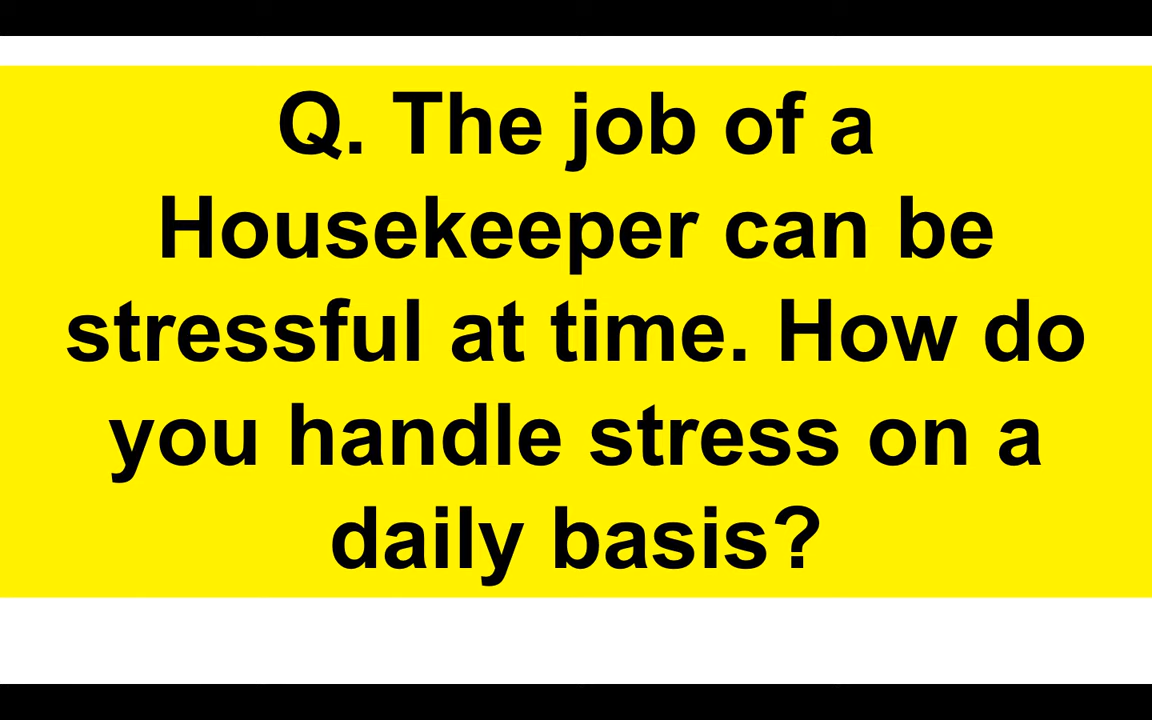 Q. The job of a
Housekeeper can be
stressful at time. How do
you handle stress on a
daily basis?